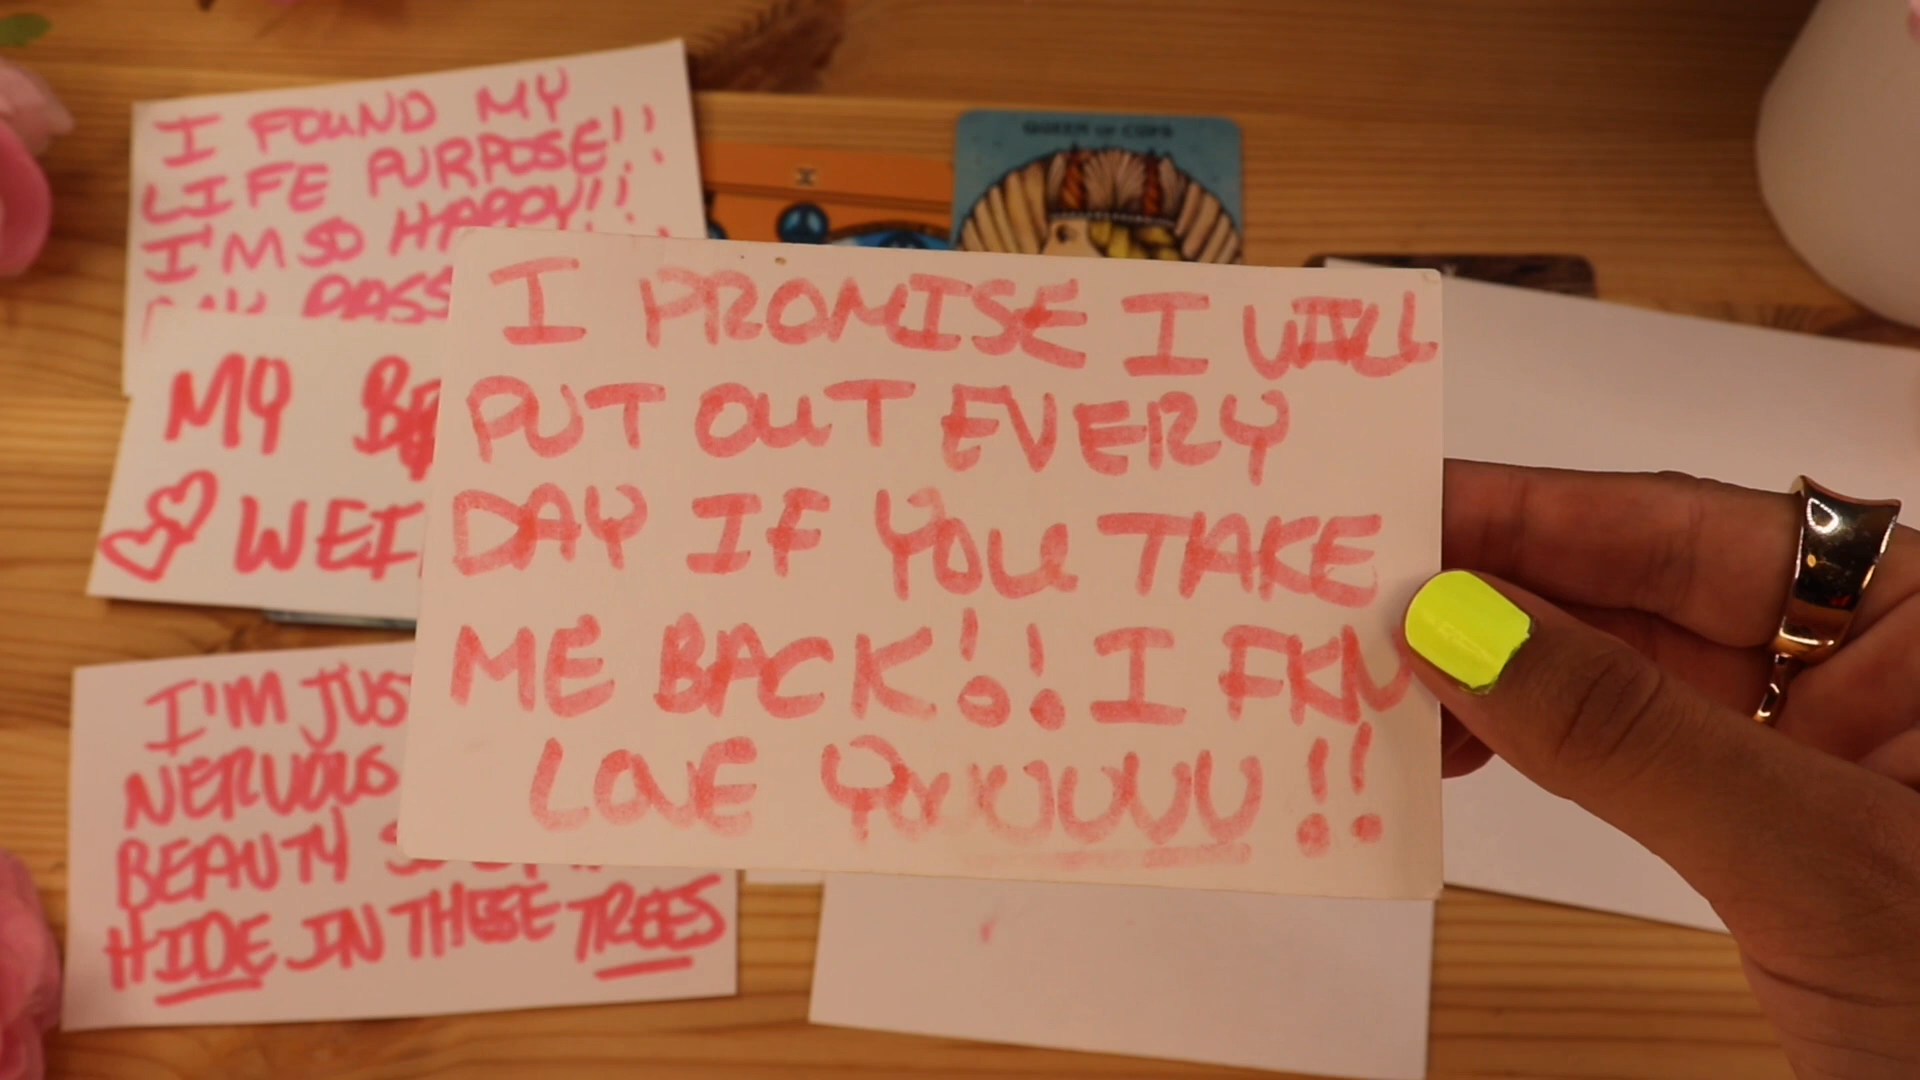 I FOUND MY
LIFE PURPOSE!!
I'M SO HAPPY!!
QUEEN OF CUPS
I PROMISE I WILL
PUT OUT EVERY
DAY IF YOU TAKE
ME BACK!! I FKN
LOVE YOUUUUU!!
MY
WEI
I'M JUS
NERVOUS
BEAUTY
HIDE IN THESE TREES